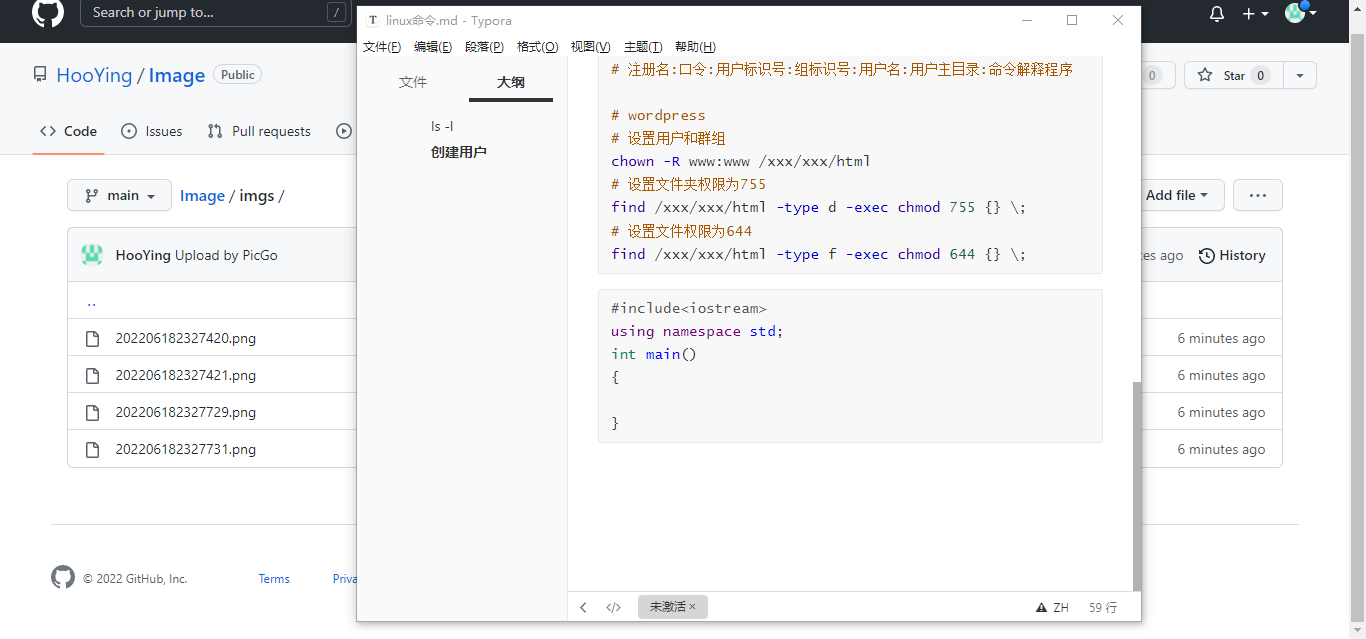 Search or jump to...
/
HooYing / Image
Public
0
Star 0
Code
Issues
Pull requests
main
Image / imgs /
Add file
...
HooYing Upload by PicGo
es ago
History
..
202206182327420.png
6 minutes ago
202206182327421.png
6 minutes ago
202206182327729.png
6 minutes ago
202206182327731.png
6 minutes ago
© 2022 GitHub, Inc.
Terms
Priva
T
linux命令.md - Typora
文件(F) 编辑(E) 段落(P) 格式(O) 视图(V) 主题(T) 帮助(H)
文件
大纲
ls -l
创建用户
# 注册名:口令:用户标识号:组标识号:用户名:用户主目录:命令解释程序
# wordpress
# 设置用户和群组
chown -R www:www /xxx/xxx/html
# 设置文件夹权限为755
find /xxx/xxx/html -type d -exec chmod 755 {} \;
# 设置文件权限为644
find /xxx/xxx/html -type f -exec chmod 644 {} \;
#include<iostream>
using namespace std;
int main()
{
}
</>
未激活 ×
ZH
59 行